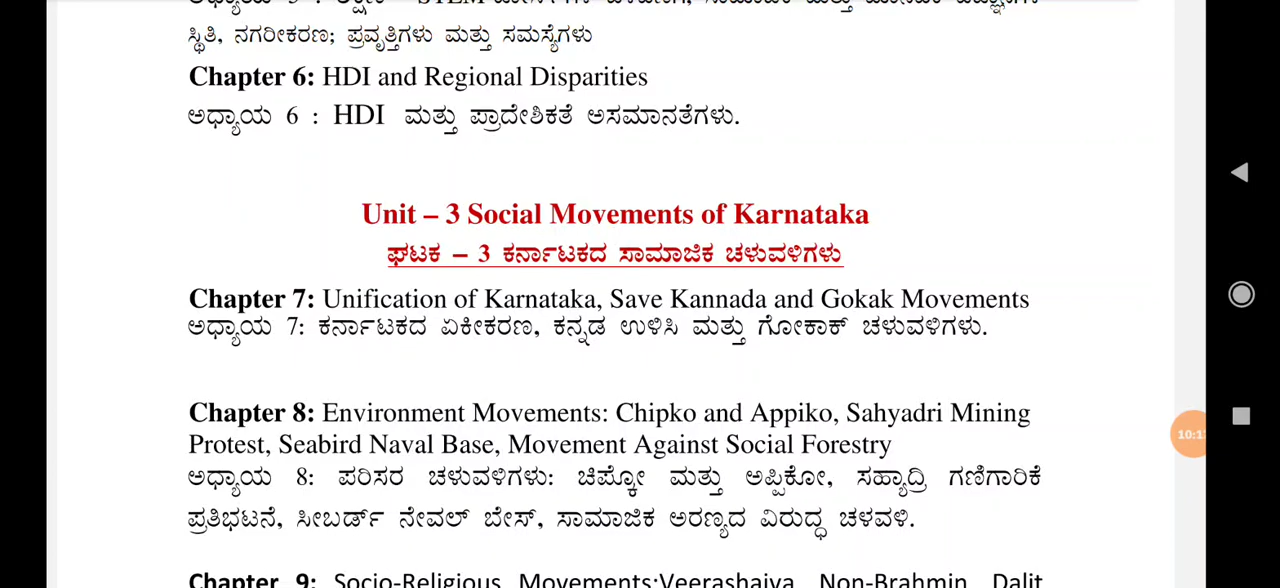 ಸ್ಥಿತಿ, ನಗರೀಕರಣ; ಪ್ರವೃತ್ತಿಗಳು ಮತ್ತು ಸಮಸ್ಯೆಗಳು
Chapter 6: HDI and Regional Disparities
ಅಧ್ಯಾಯ 6 : HDI ಮತ್ತು ಪ್ರಾದೇಶಿಕತೆ ಅಸಮಾನತೆಗಳು.
Unit – 3 Social Movements of Karnataka
ಘಟಕ – 3 ಕರ್ನಾಟಕದ ಸಾಮಾಜಿಕ ಚಳುವಳಿಗಳು
Chapter 7: Unification of Karnataka, Save Kannada and Gokak Movements
ಅಧ್ಯಾಯ 7: ಕರ್ನಾಟಕದ ಏಕೀಕರಣ, ಕನ್ನಡ ಉಳಿಸಿ ಮತ್ತು ಗೋಕಾಕ್ ಚಳುವಳಿಗಳು.
Chapter 8: Environment Movements: Chipko and Appiko, Sahyadri Mining
Protest, Seabird Naval Base, Movement Against Social Forestry
ಅಧ್ಯಾಯ 8: ಪರಿಸರ ಚಳುವಳಿಗಳು: ಚಿಪ್ಕೋ ಮತ್ತು ಅಪ್ಪಿಕೋ, ಸಹ್ಯಾದ್ರಿ ಗಣಿಗಾರಿಕೆ
ಪ್ರತಿಭಟನೆ, ಸೀಬರ್ಡ್ ನೇವಲ್ ಬೇಸ್, ಸಾಮಾಜಿಕ ಅರಣ್ಯದ ವಿರುದ್ಧ ಚಳವಳಿ.
Chapter 9: Socio-Religious Movements:Veerashaiva, Non-Brahmin, Dalit